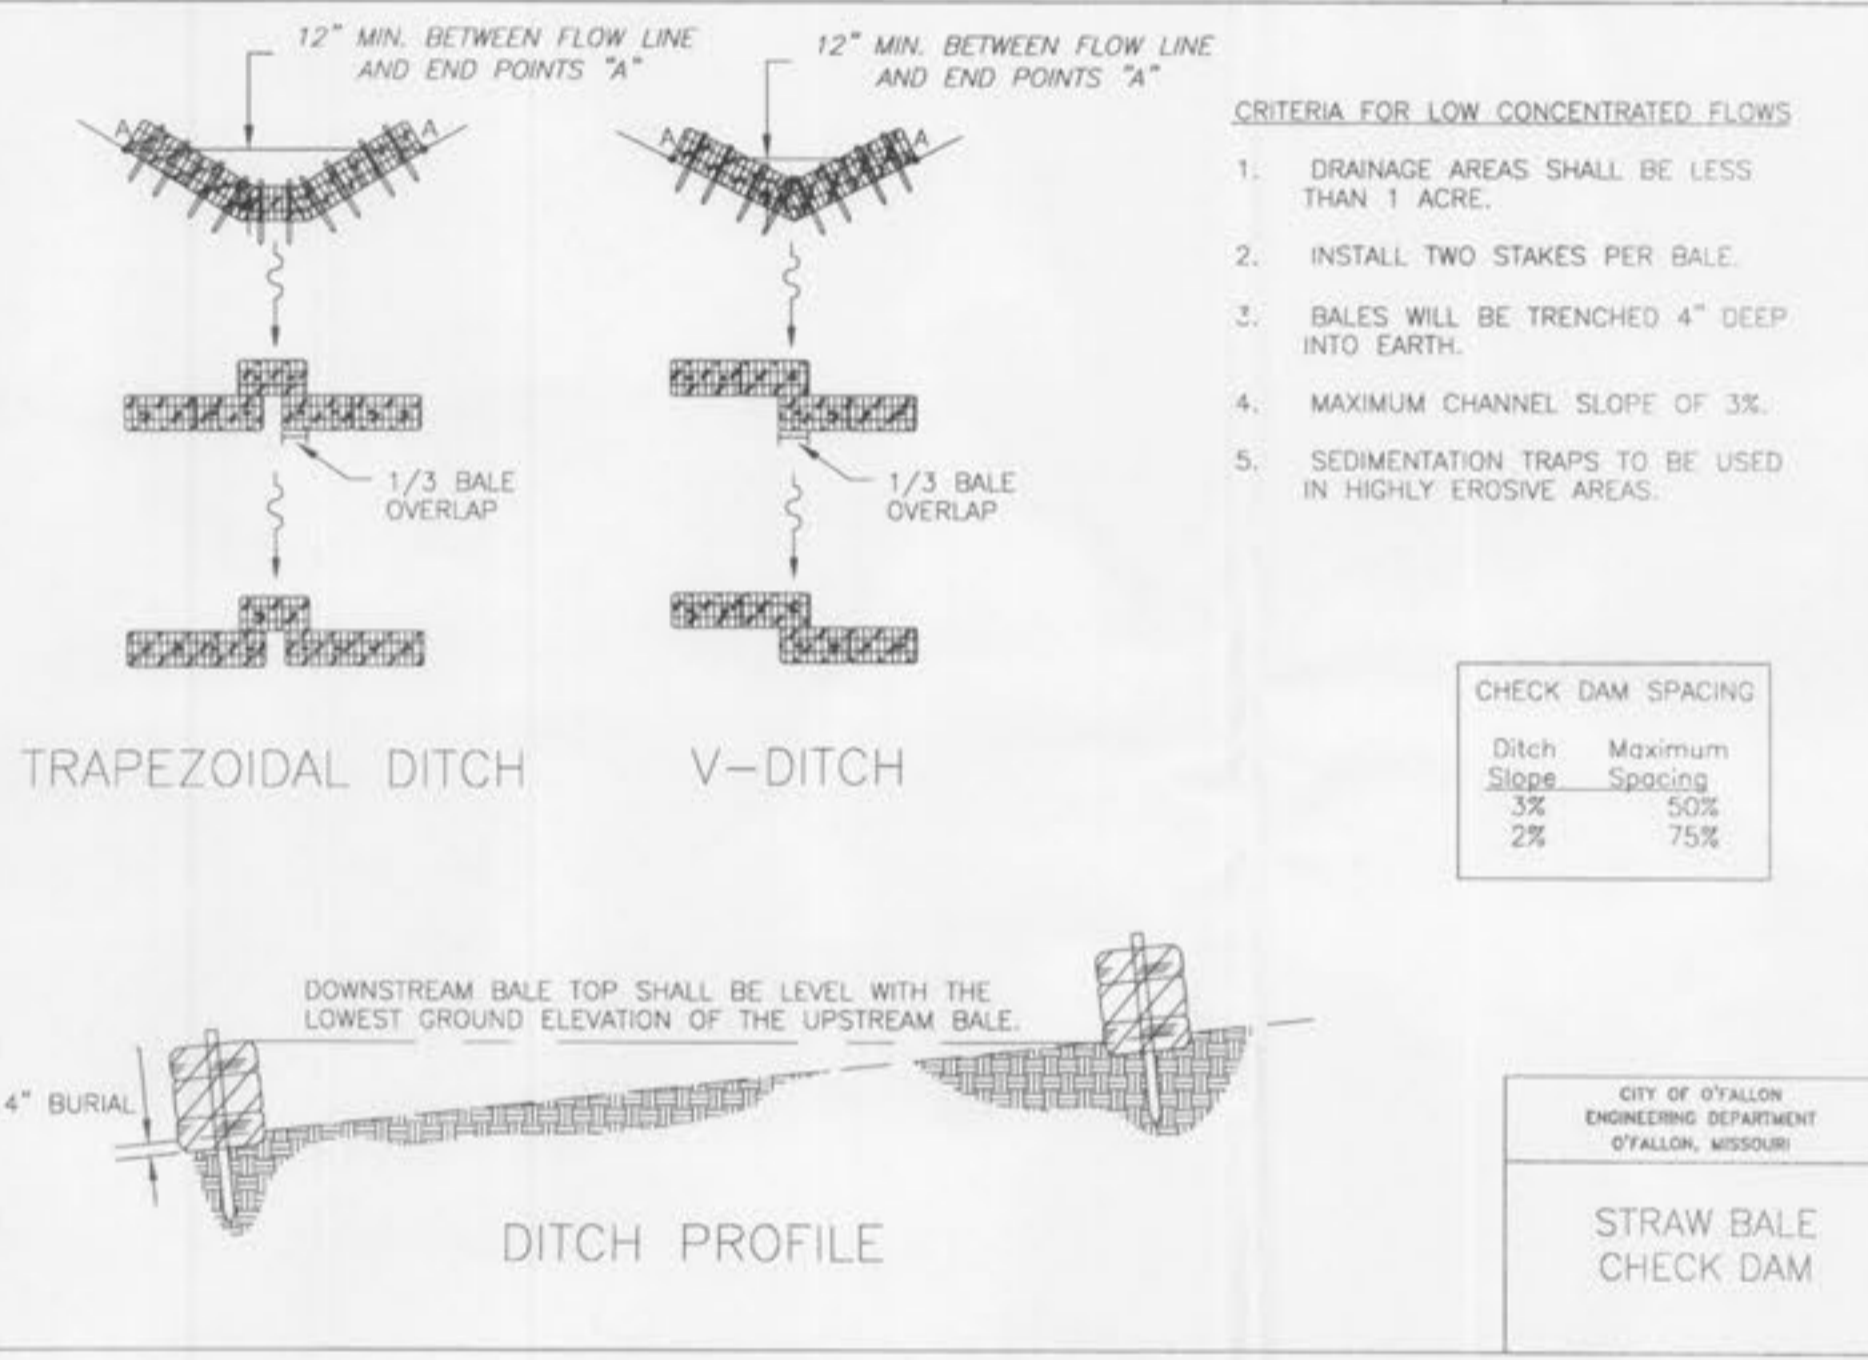 12" MIN. BETWEEN FLOW LINE
AND END POINTS "A"
12" MIN. BETWEEN FLOW LINE
AND END POINTS "A"
A
A
A
A
1/3 BALE
OVERLAP
1/3 BALE
OVERLAP
TRAPEZOIDAL DITCH
V-DITCH
CRITERIA FOR LOW CONCENTRATED FLOWS
1. DRAINAGE AREAS SHALL BE LESS
THAN 1 ACRE.
2. INSTALL TWO STAKES PER BALE.
3. BALES WILL BE TRENCHED 4" DEEP
INTO EARTH.
4. MAXIMUM CHANNEL SLOPE OF 3%.
5. SEDIMENTATION TRAPS TO BE USED
IN HIGHLY EROSIVE AREAS.
CHECK DAM SPACING
Ditch Maximum
Slope Spacing
3% 50%
2% 75%
DOWNSTREAM BALE TOP SHALL BE LEVEL WITH THE
LOWEST GROUND ELEVATION OF THE UPSTREAM BALE.
4" BURIAL
DITCH PROFILE
CITY OF O'FALLON
ENGINEERING DEPARTMENT
O'FALLON, MISSOURI
STRAW BALE
CHECK DAM